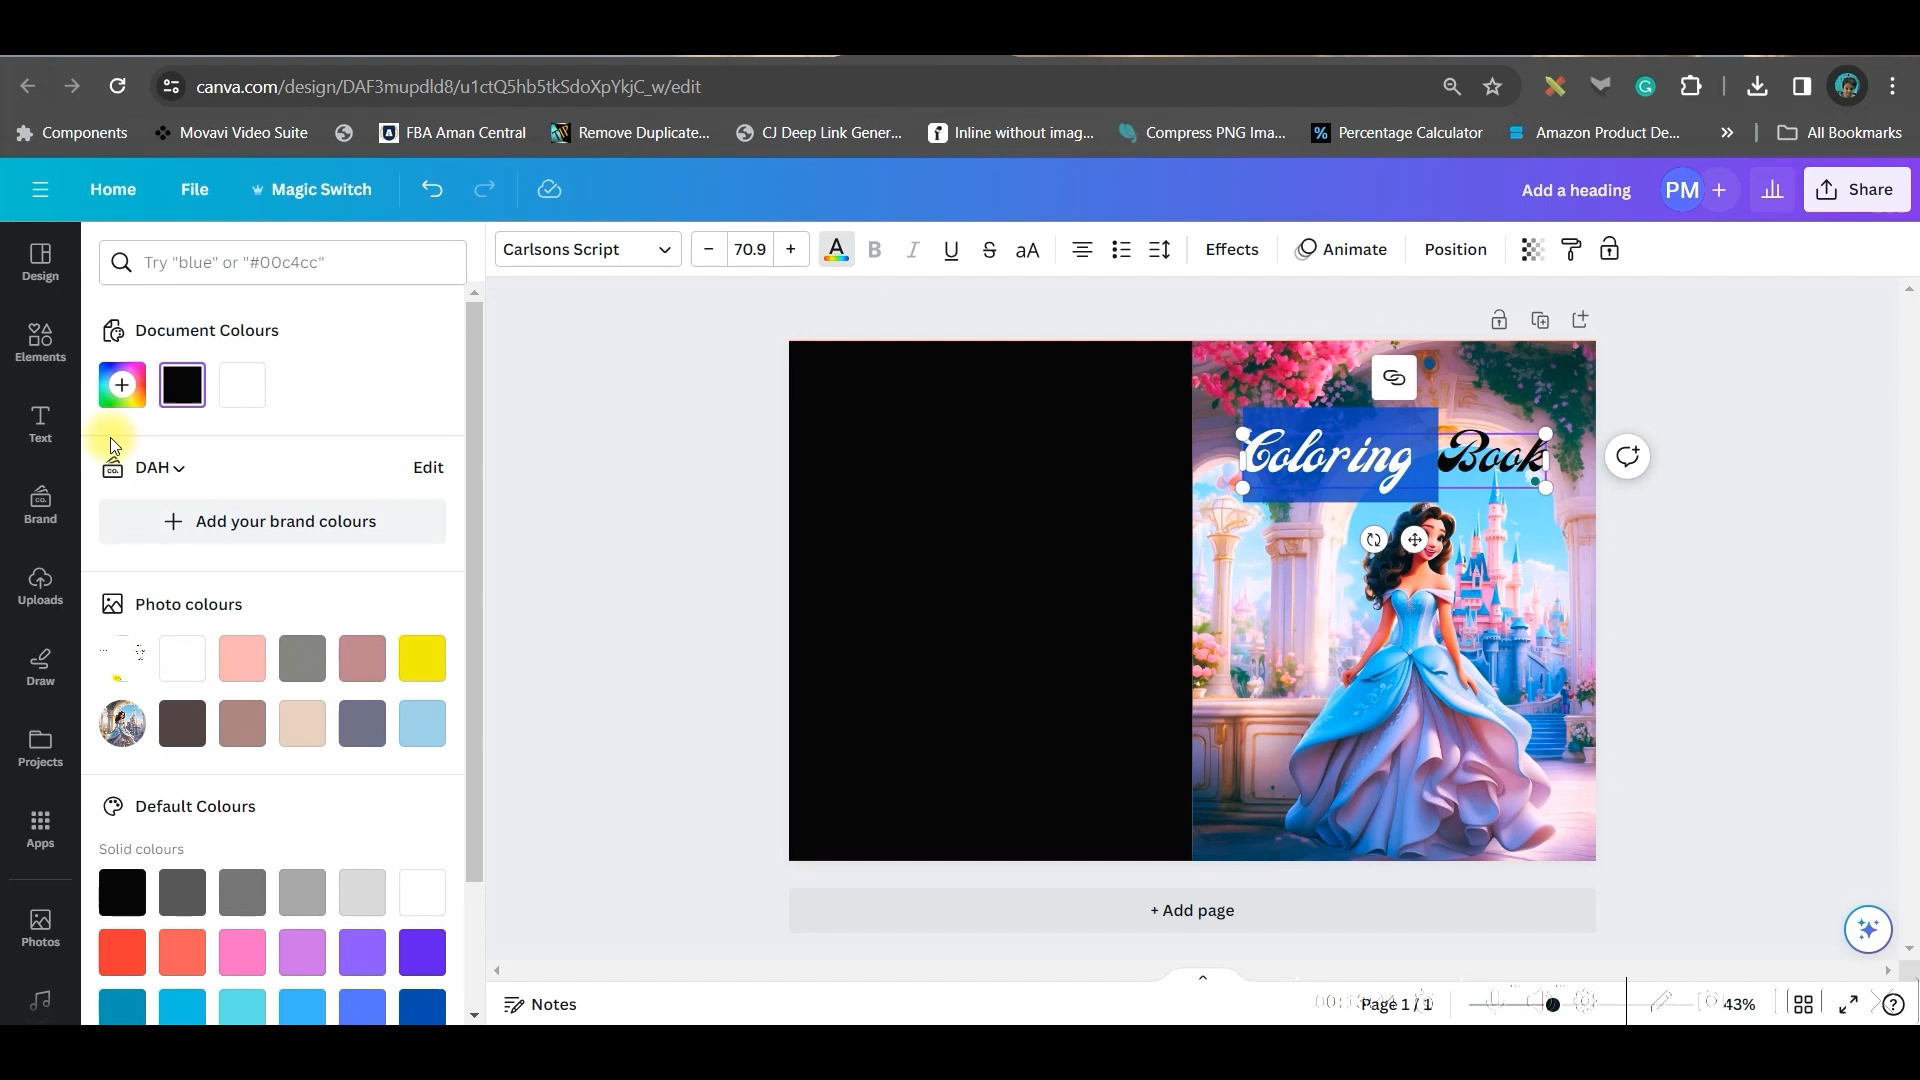 canva.com/design/DAF3mupdld8/u1ctQ5hb5tkSdoXpYkjC_w/edit
Components
Movavi Video Suite
FBA Aman Central
Remove Duplicate...
CJ Deep Link Gener...
Inline without imag...
Compress PNG Ima...
Percentage Calculator
Amazon Product De...
All Bookmarks
Home
File
Magic Switch
Add a heading
PM
Share
Design
Elements
Text
Brand
Uploads
Draw
Projects
Apps
Photos
Try "blue" or "#00c4cc"
Document Colours
DAH
Edit
Add your brand colours
Photo colours
Default Colours
Solid colours
Carlsons Script
70.9
A
B
I
U
S
aA
Effects
Animate
Position
Coloring Book
+ Add page
Notes
Page 1 / 1
43%